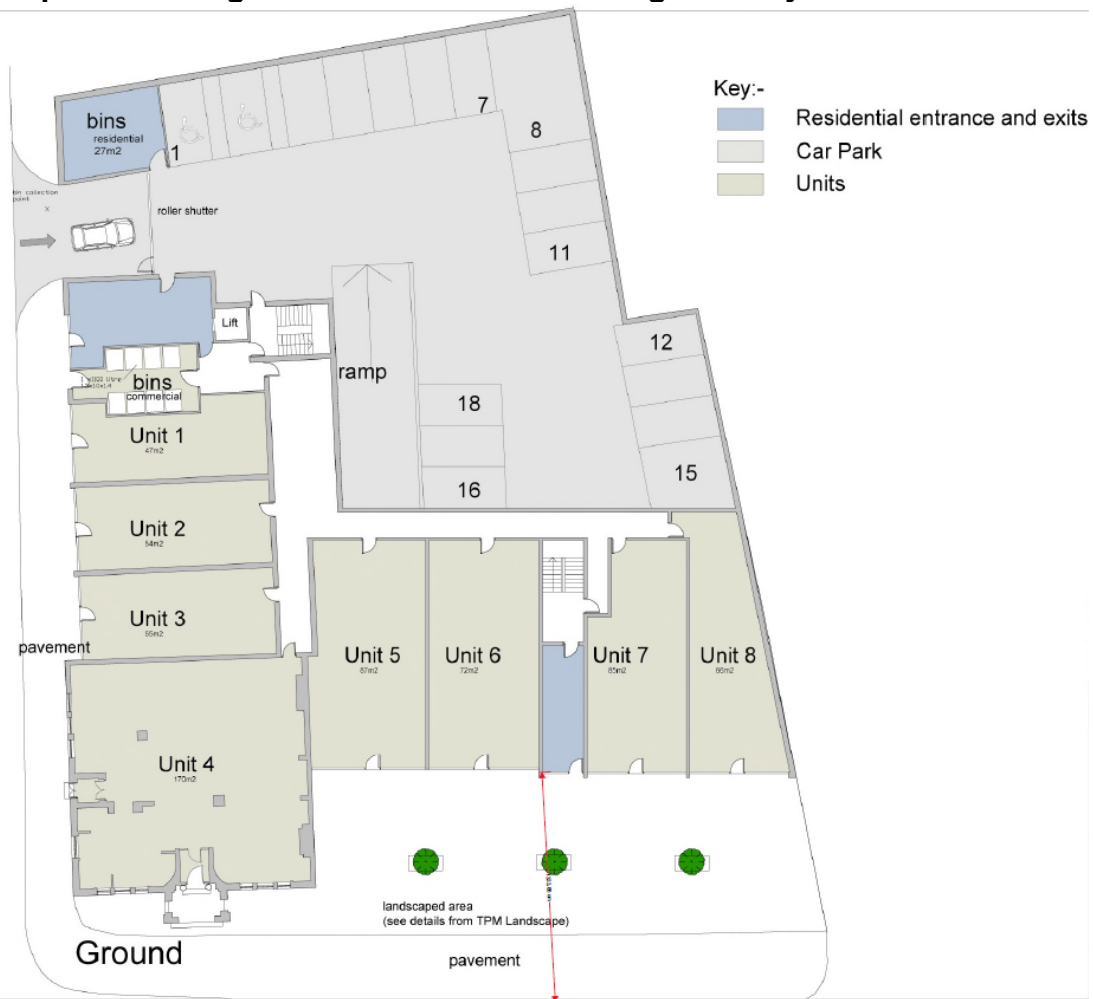 Key:-
Residential entrance and exits
Car Park
Units
bins
residential
27m2
1
7
8
roller shutter
11
Lift
12
ramp
bins
commercial
18
Unit 1
47m2
15
16
Unit 2
54m2
Unit 3
55m2
pavement
Unit 5
87m2
Unit 6
72m2
Unit 7
85m2
Unit 8
Unit 4
170m2
landscaped area
(see details from TPM Landscape)
Ground
pavement